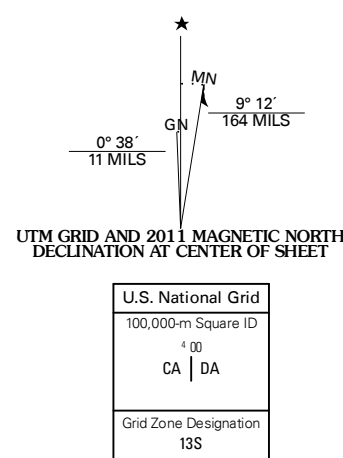 ★
MN
GN
9° 12´
164 MILS
0° 38´
11 MILS
UTM GRID AND 2011 MAGNETIC NORTH
DECLINATION AT CENTER OF SHEET
U.S. National Grid
100,000-m Square ID
4 00
CA | DA
Grid Zone Designation
13S